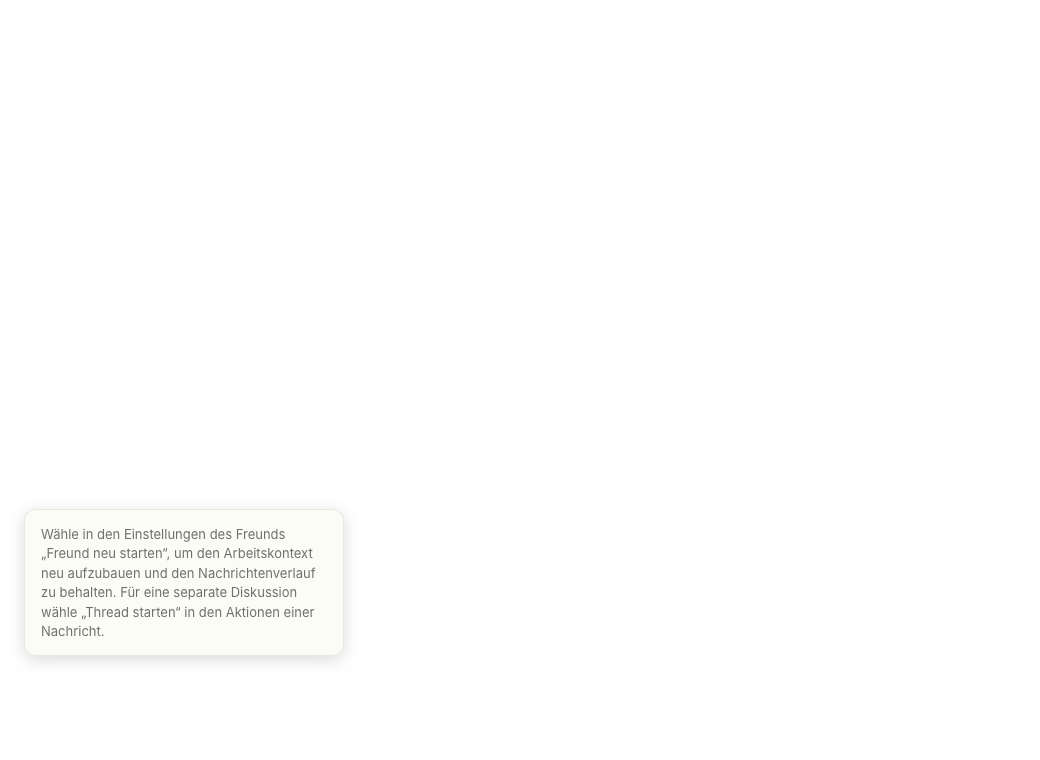 Wähle in den Einstellungen des Freunds
„Freund neu starten“, um den Arbeitskontext
neu aufzubauen und den Nachrichtenverlauf
zu behalten. Für eine separate Diskussion
wähle „Thread starten“ in den Aktionen einer
Nachricht.